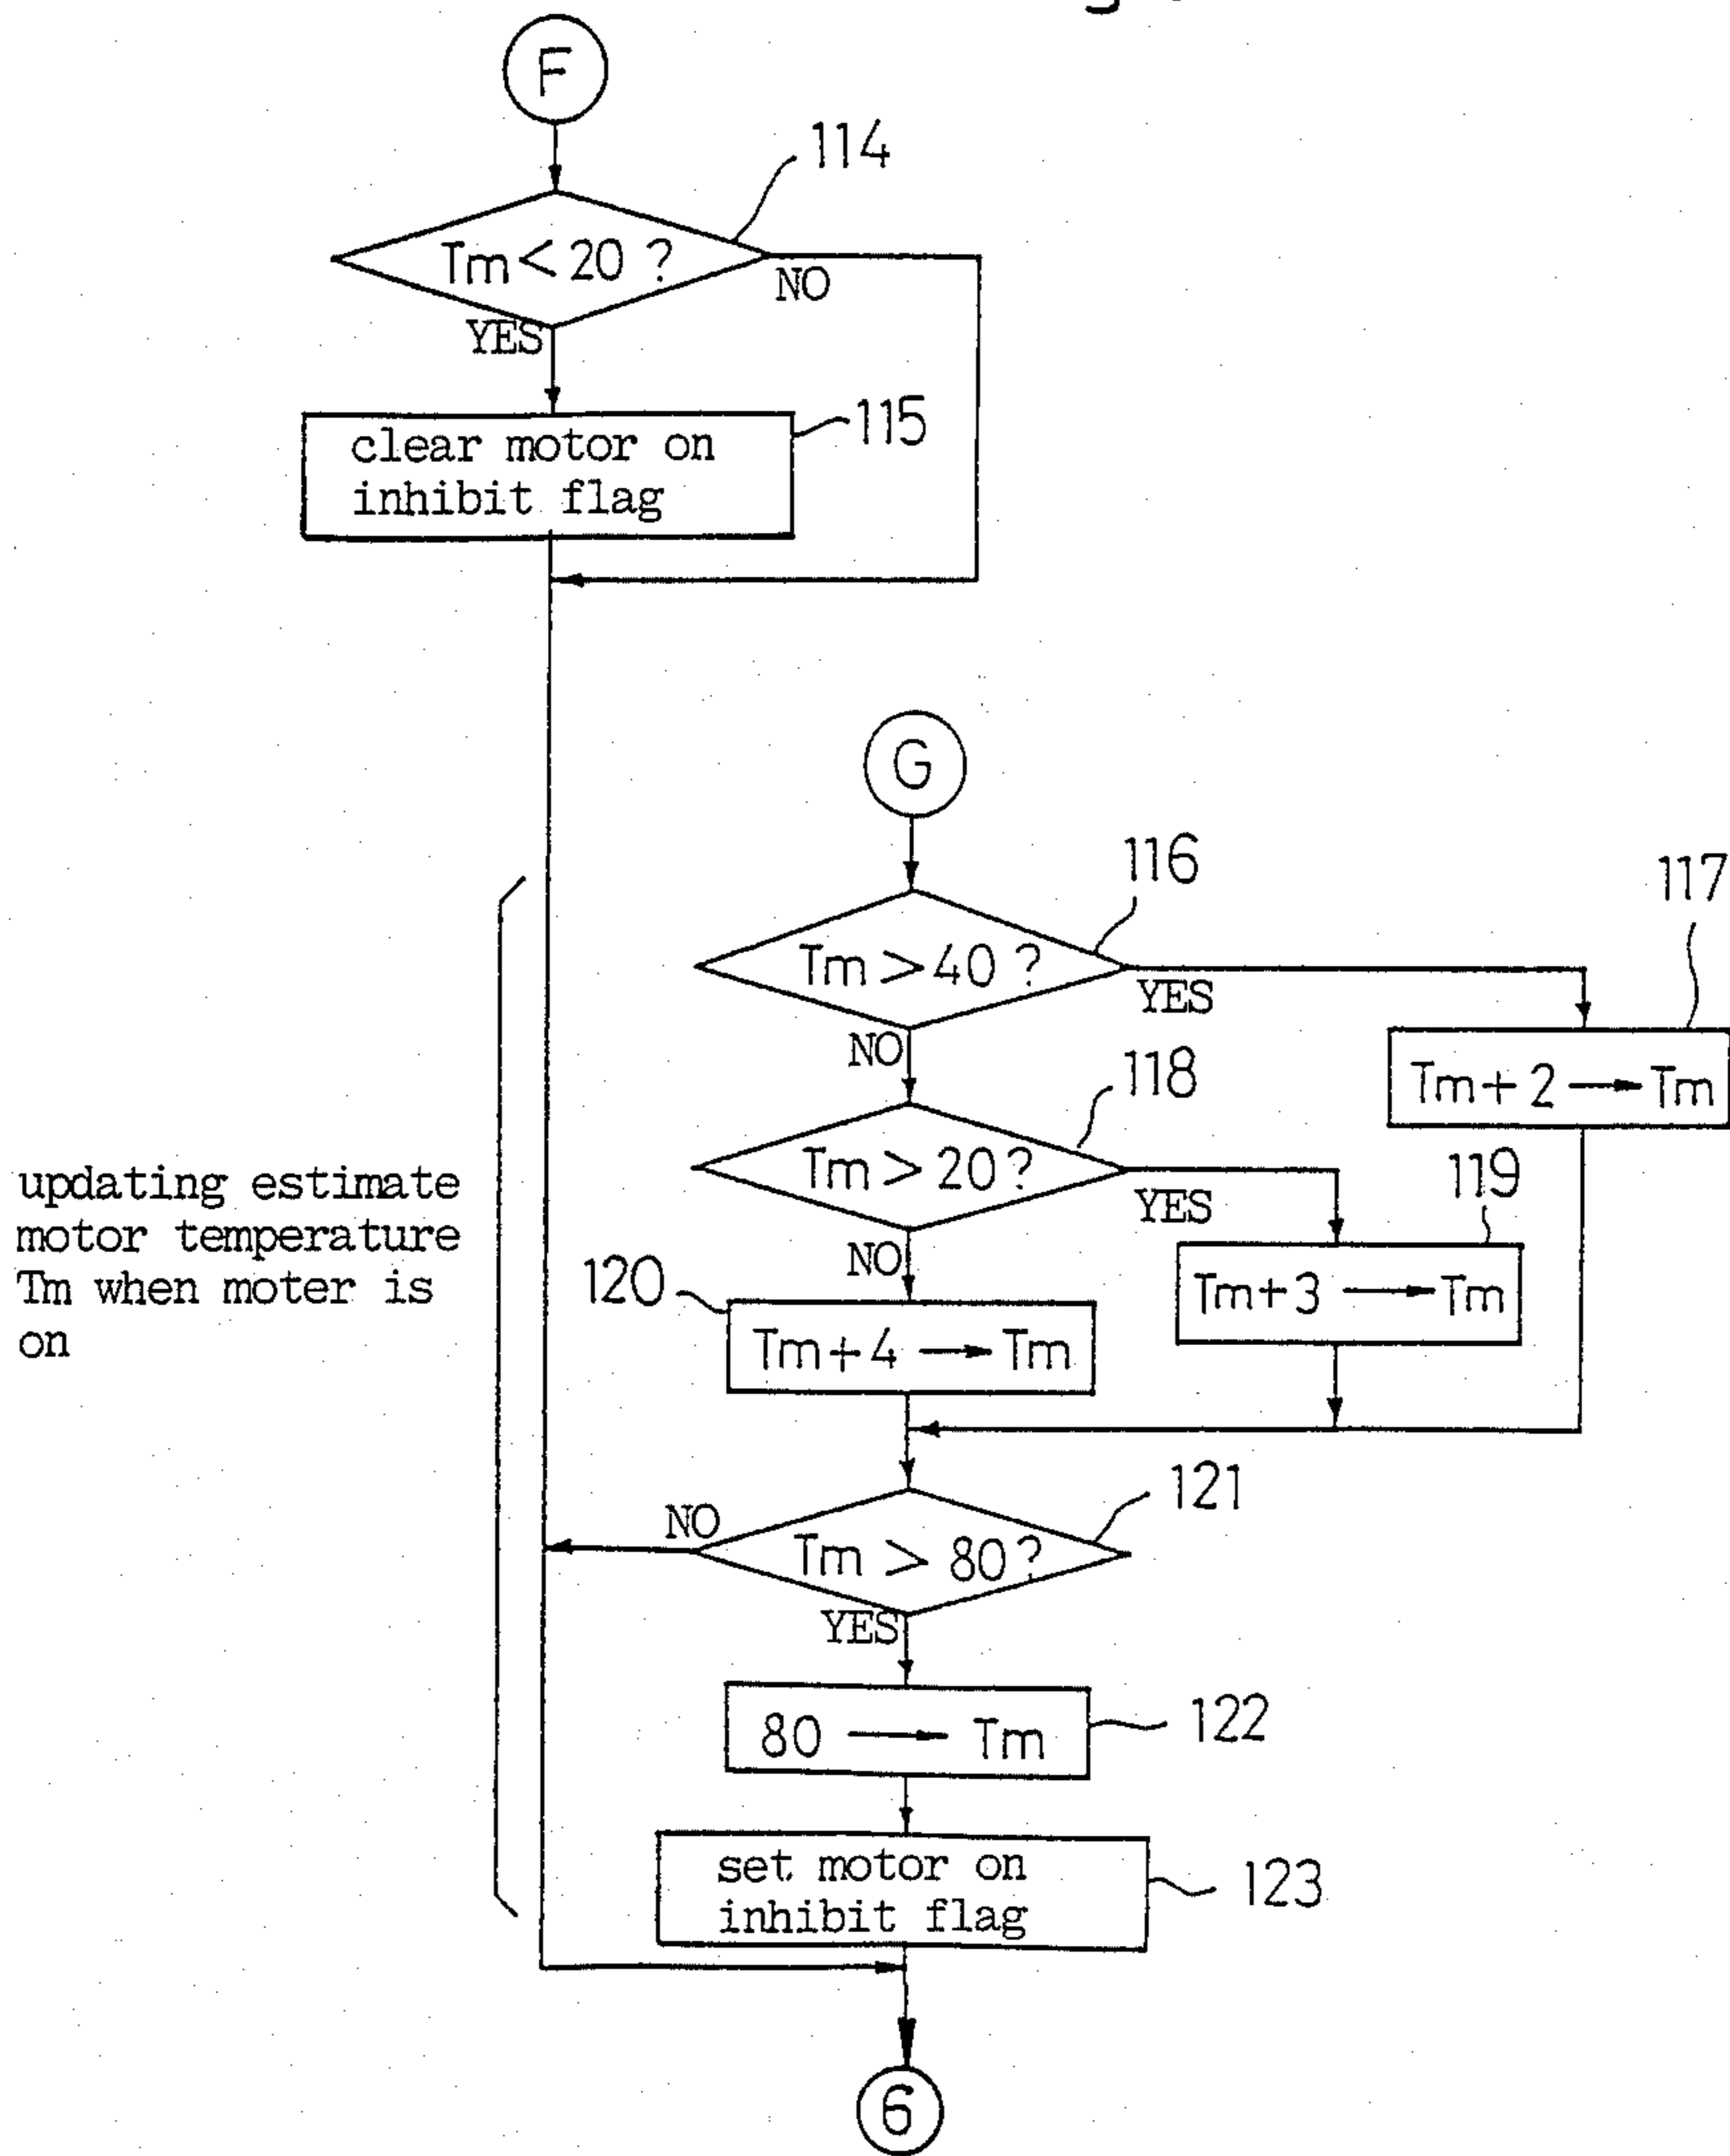 F
114
Tm < 20 ?
NO
YES
115
clear motor on
inhibit flag
G
116
117
Tm > 40 ?
YES
NO
Tm + 2 → Tm
118
Tm > 20 ?
YES
119
NO
Tm + 3 → Tm
120
Tm + 4 → Tm
updating estimate
motor temperature
Tm when moter is
on
121
NO
Tm > 80 ?
YES
122
80 → Tm
123
set motor on
inhibit flag
6